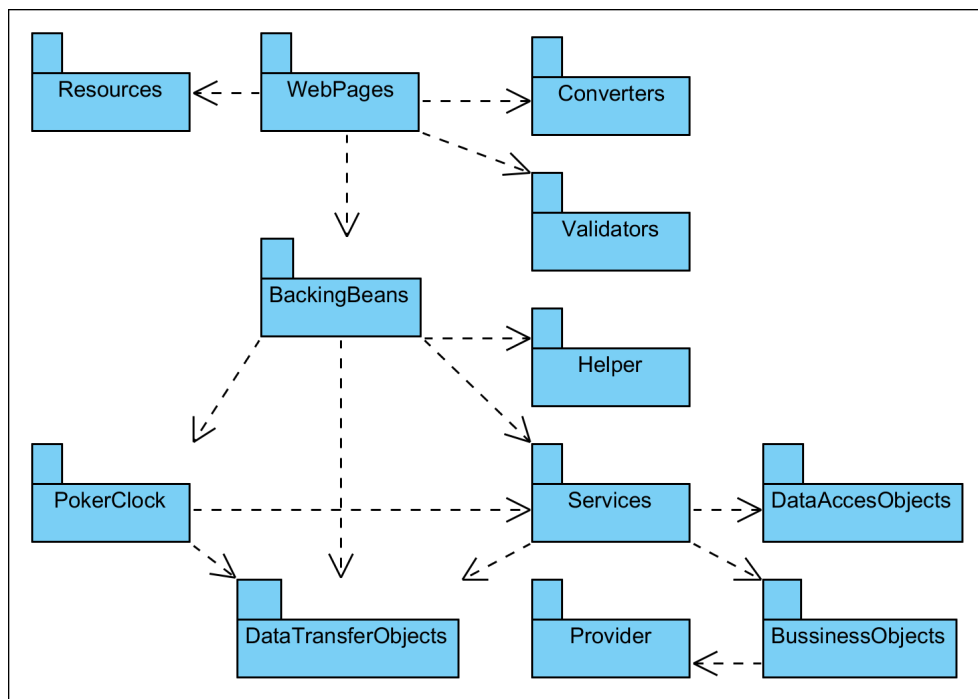 Resources
WebPages
Converters
Validators
BackingBeans
Helper
PokerClock
Services
DataAccesObjects
DataTransferObjects
Provider
BussinessObjects